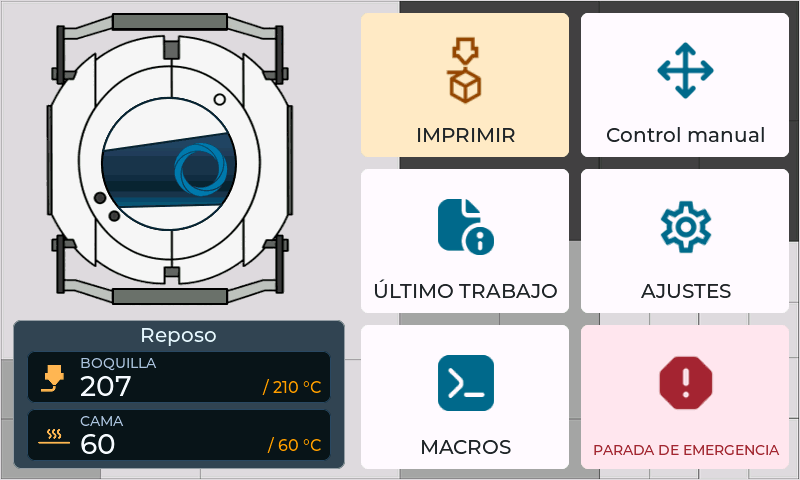 IMPRIMIR
Control manual
ÚLTIMO TRABAJO
AJUSTES
Reposo
BOQUILLA
207 / 210 °C
CAMA
60 / 60 °C
MACROS
PARADA DE EMERGENCIA